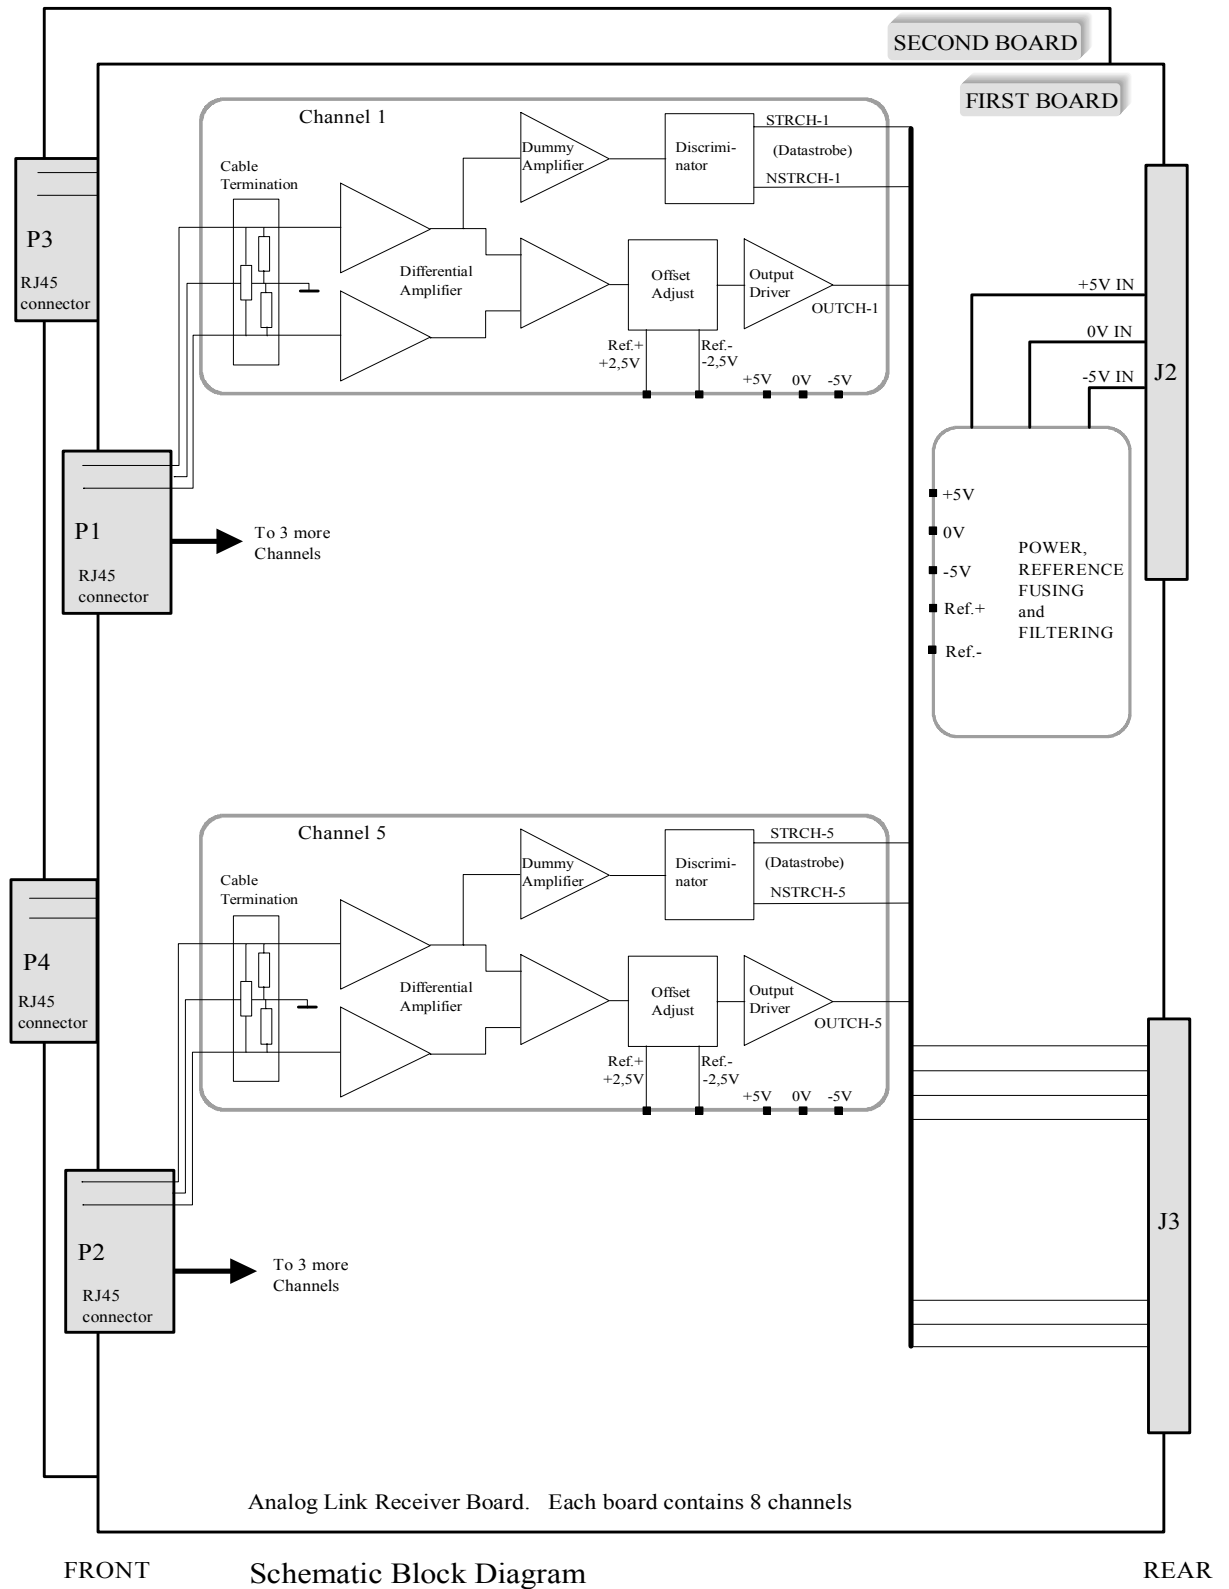 SECOND BOARD
FIRST BOARD
Channel 1
STRCH-1
Dummy
Amplifier
Discrimi-
nator
(Datastrobe)
NSTRCH-1
Cable
Termination
P3
RJ45
connector
Differential
Amplifier
Offset
Adjust
Output
Driver
OUTCH-1
Ref.+
+2,5V
Ref.-
-2,5V
+5V 0V -5V
+5V IN
0V IN
-5V IN
J2
P1
RJ45
connector
To 3 more
Channels
+5V
0V
-5V
Ref.+
Ref.-
POWER,
REFERENCE
FUSING
and
FILTERING
Channel 5
STRCH-5
Dummy
Amplifier
Discrimi-
nator
(Datastrobe)
NSTRCH-5
Cable
Termination
P4
RJ45
connector
Differential
Amplifier
Offset
Adjust
Output
Driver
OUTCH-5
Ref.+
+2,5V
Ref.-
-2,5V
+5V 0V -5V
P2
RJ45
connector
To 3 more
Channels
J3
Analog Link Receiver Board. Each board contains 8 channels
FRONT
Schematic Block Diagram
REAR